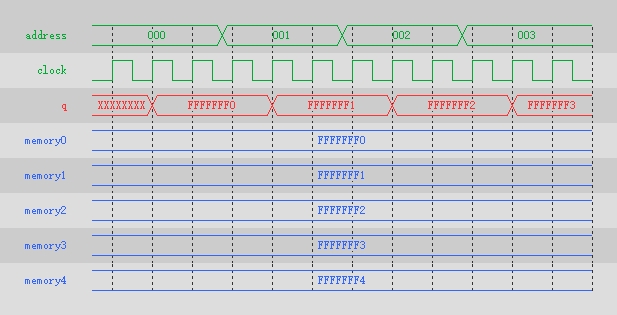 address 000 001 002 003
clock
q XXXXXXXX FFFFFFF0 FFFFFFF1 FFFFFFF2 FFFFFFF3
memory0 FFFFFFF0
memory1 FFFFFFF1
memory2 FFFFFFF2
memory3 FFFFFFF3
memory4 FFFFFFF4